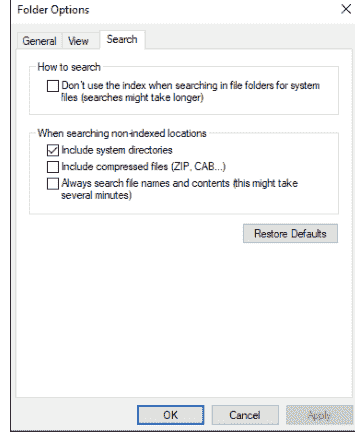 Folder Options
General View Search
How to search
Don't use the index when searching in file folders for system
files (searches might take longer)
When searching non-indexed locations
Include system directories
Include compressed files (ZIP, CAB...)
Always search file names and contents (this might take
several minutes)
Restore Defaults
OK Cancel Apply